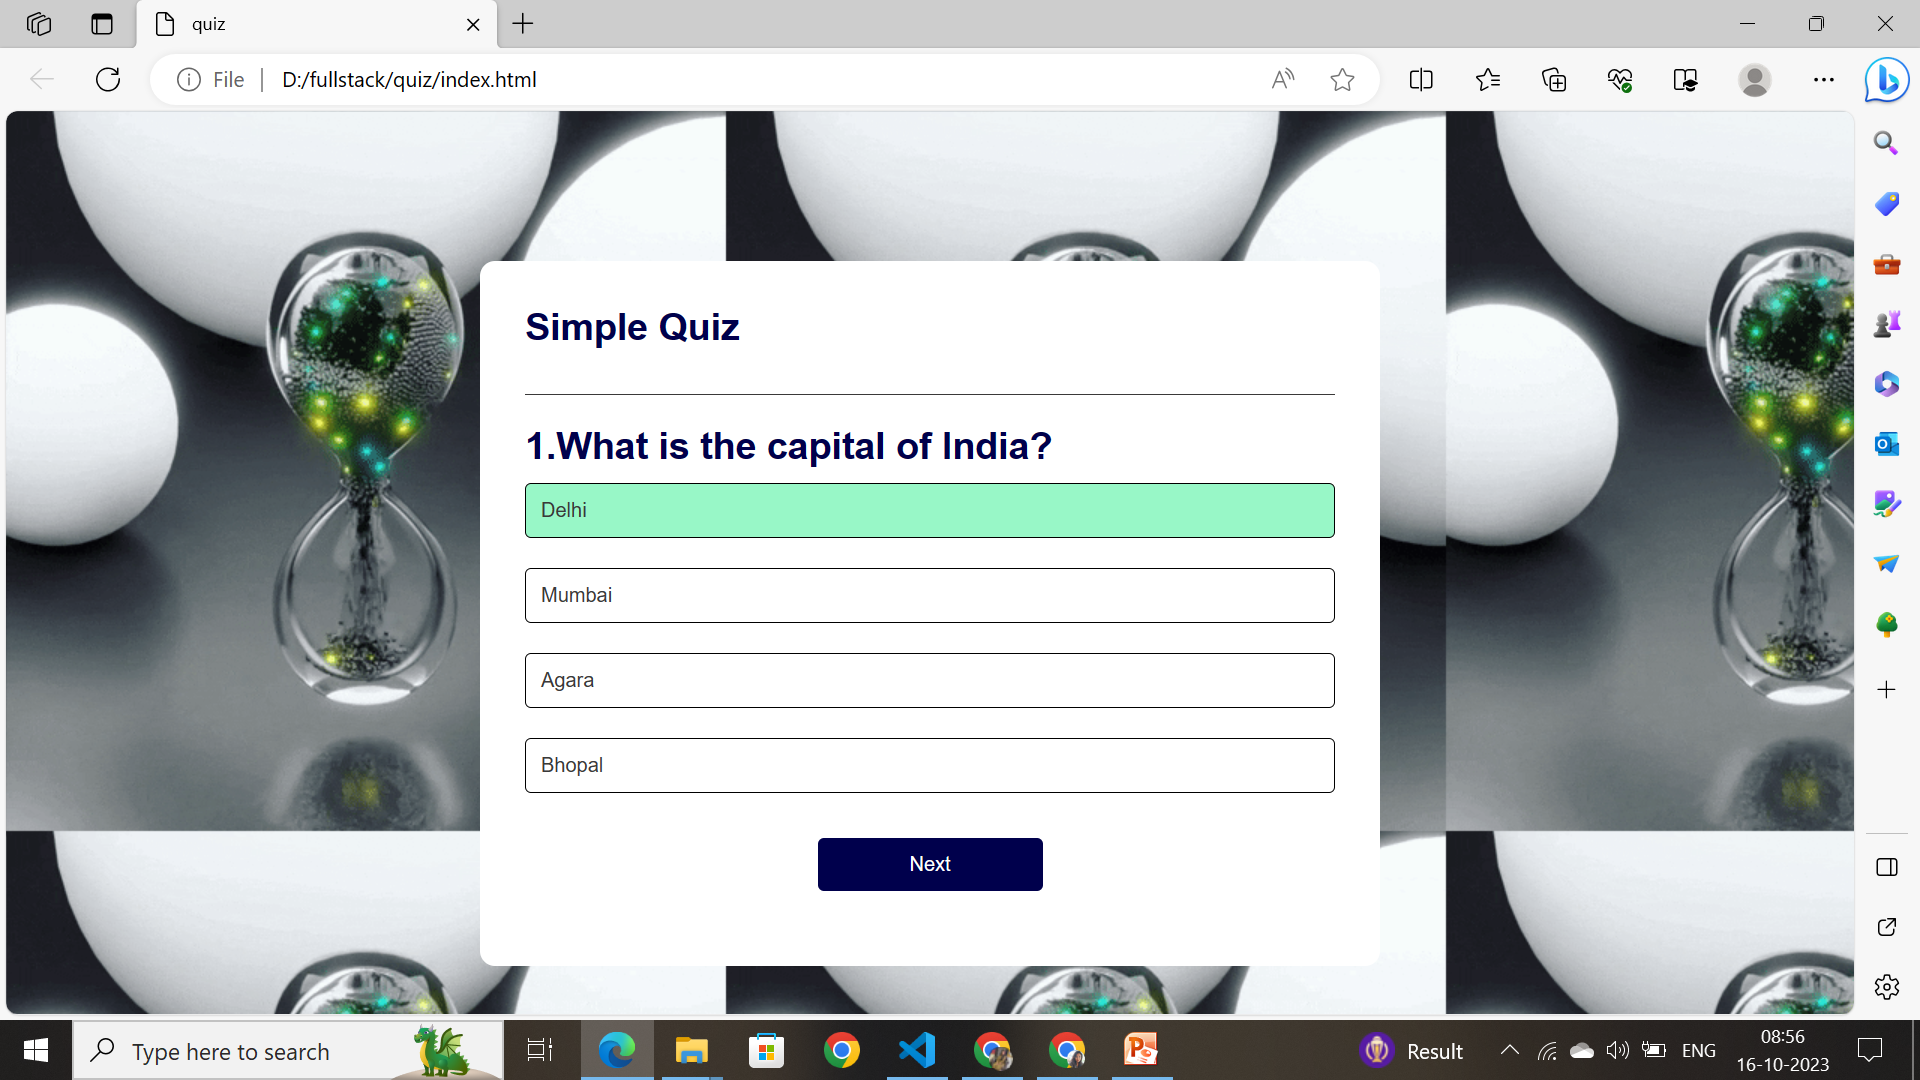 quiz
File
D:/fullstack/quiz/index.html
Simple Quiz
1.What is the capital of India?
Delhi
Mumbai
Agara
Bhopal
Next
Type here to search
Result
ENG
08:56
16-10-2023